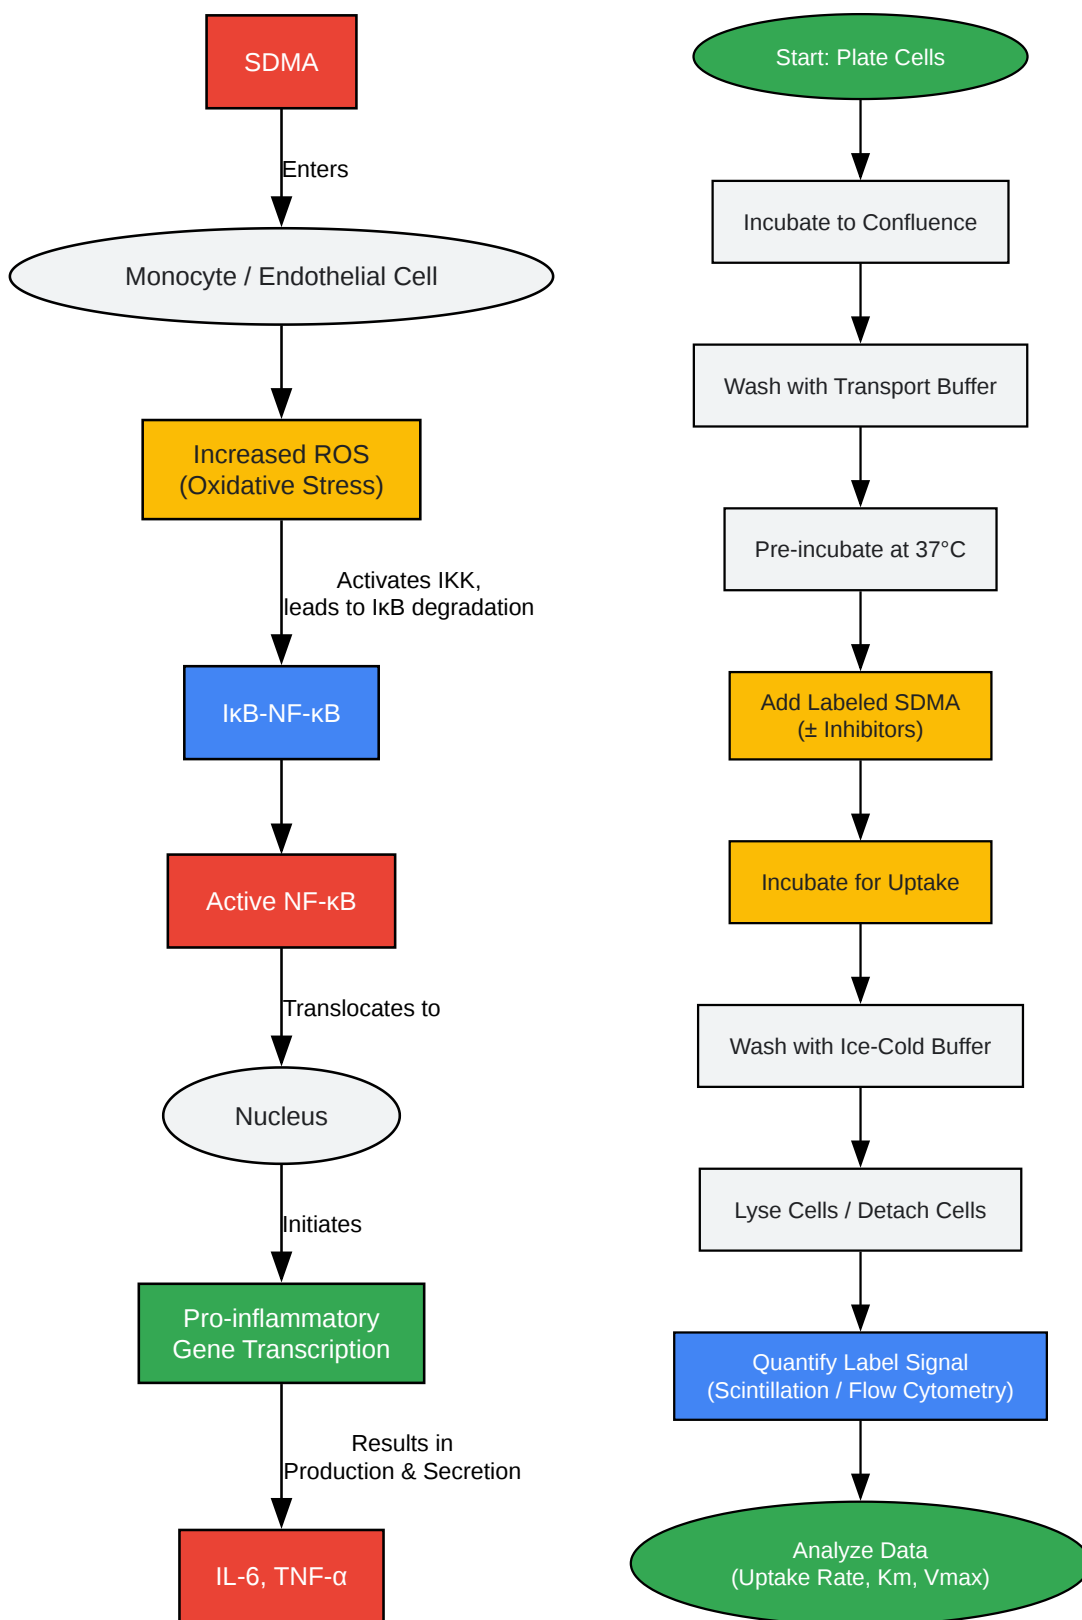 SDMA
Enters
Monocyte / Endothelial Cell
Increased ROS
(Oxidative Stress)
Activates IKK,
leads to IκB degradation
IκB-NF-κB
Active NF-κB
Translocates to
Nucleus
Initiates
Pro-inflammatory
Gene Transcription
Results in
Production & Secretion
IL-6, TNF-α
Start: Plate Cells
Incubate to Confluence
Wash with Transport Buffer
Pre-incubate at 37°C
Add Labeled SDMA
(± Inhibitors)
Incubate for Uptake
Wash with Ice-Cold Buffer
Lyse Cells / Detach Cells
Quantify Label Signal
(Scintillation / Flow Cytometry)
Analyze Data
(Uptake Rate, Km, Vmax)